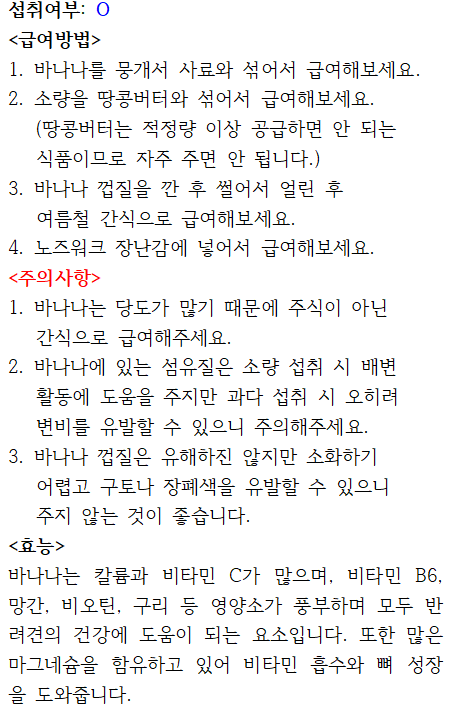 섭취여부: O
<급여방법>
1. 바나나를 뭉개서 사료와 섞어서 급여해보세요.
2. 소량을 땅콩버터와 섞어서 급여해보세요.
(땅콩버터는 적정량 이상 공급하면 안 되는
식품이므로 자주 주면 안 됩니다.)
3. 바나나 껍질을 깐 후 썰어서 얼린 후
여름철 간식으로 급여해보세요.
4. 노즈워크 장난감에 넣어서 급여해보세요.
<주의사항>
1. 바나나는 당도가 많기 때문에 주식이 아닌
간식으로 급여해주세요.
2. 바나나에 있는 섬유질은 소량 섭취 시 배변
활동에 도움을 주지만 과다 섭취 시 오히려
변비를 유발할 수 있으니 주의해주세요.
3. 바나나 껍질은 유해하진 않지만 소화하기
어렵고 구토나 장폐색을 유발할 수 있으니
주지 않는 것이 좋습니다.
<효능>
바나나는 칼륨과 비타민 C가 많으며, 비타민 B6,
망간, 비오틴, 구리 등 영양소가 풍부하며 모두 반
려견의 건강에 도움이 되는 요소입니다. 또한 많은
마그네슘을 함유하고 있어 비타민 흡수와 뼈 성장
을 도와줍니다.